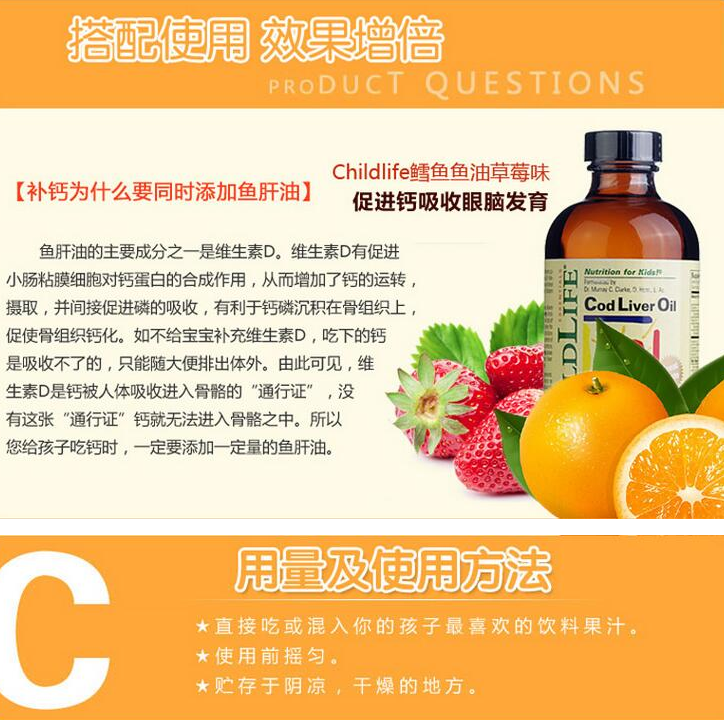 搭配使用 效果增倍
PRODUCT QUESTIONS
Childlife鳕鱼鱼油草莓味
【补钙为什么要同时添加鱼肝油】
促进钙吸收眼脑发育
鱼肝油的主要成分之一是维生素D。维生素D有促进
小肠粘膜细胞对钙蛋白的合成作用，从而增加了钙的运转，
摄取，并间接促进磷的吸收，有利于钙磷沉积在骨组织上，
促使骨组织钙化。如不给宝宝补充维生素D，吃下的钙
是吸收不了的，只能随大便排出体外。由此可见，维
生素D是钙被人体吸收进入骨骼的“通行证”，没
有这张“通行证”钙就无法进入骨骼之中。所以
您给孩子吃钙时，一定要添加一定量的鱼肝油。
Nutrition for Kids!
Cod Liver Oil
LDLIFE
C
用量及使用方法
★直接吃或混入你的孩子最喜欢的饮料果汁。
★使用前摇匀。
★贮存于阴凉，干燥的地方。